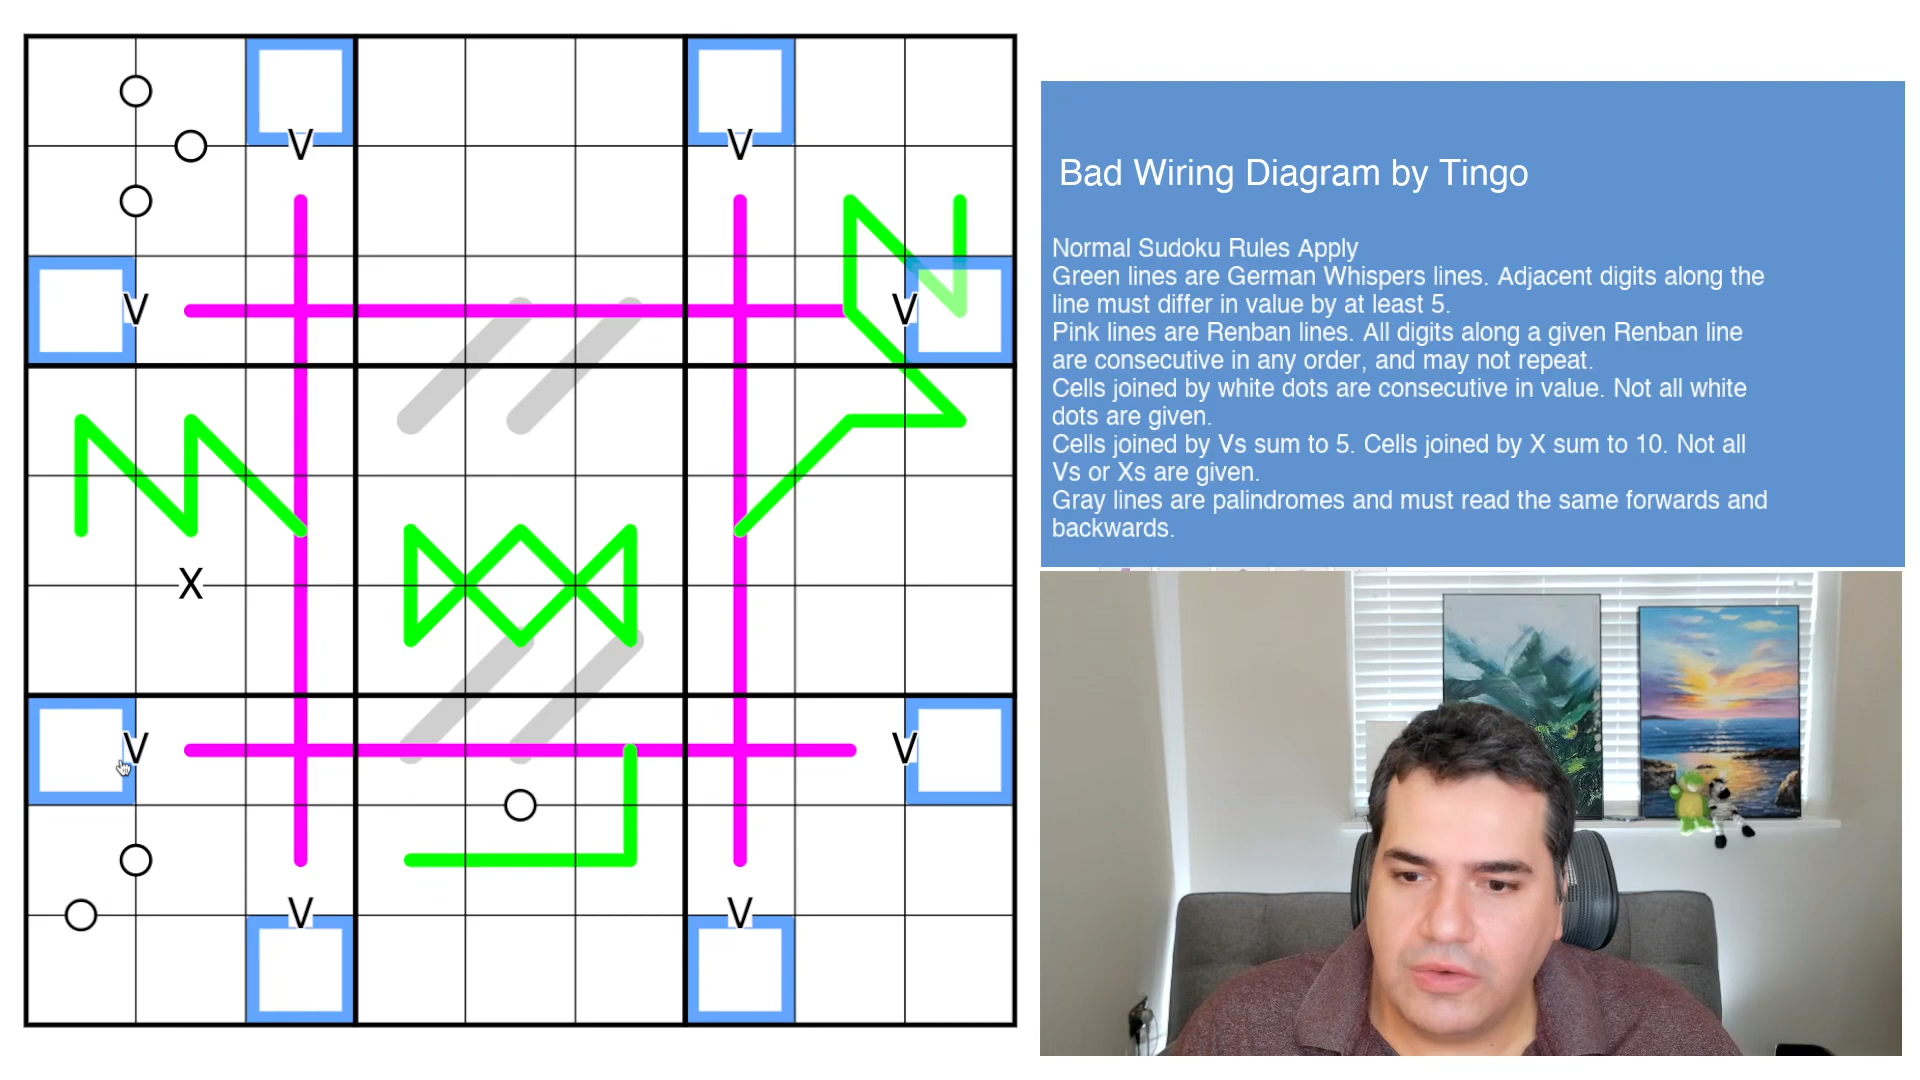 V V
Bad Wiring Diagram by Tingo
Normal Sudoku Rules Apply
Green lines are German Whispers lines. Adjacent digits along the
line must differ in value by at least 5.
V V
Pink lines are Renban lines. All digits along a given Renban line
are consecutive in any order, and may not repeat.
Cells joined by white dots are consecutive in value. Not all white
dots are given.
Cells joined by Vs sum to 5. Cells joined by X sum to 10. Not all
Vs or Xs are given.
Gray lines are palindromes and must read the same forwards and
backwards.
X
V V
V V